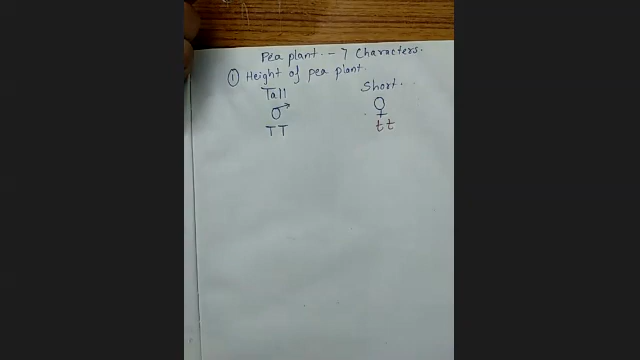 Pea plant - 7 Characters.
① Height of pea plant.
Tall Short
♂ ♀
TT tt